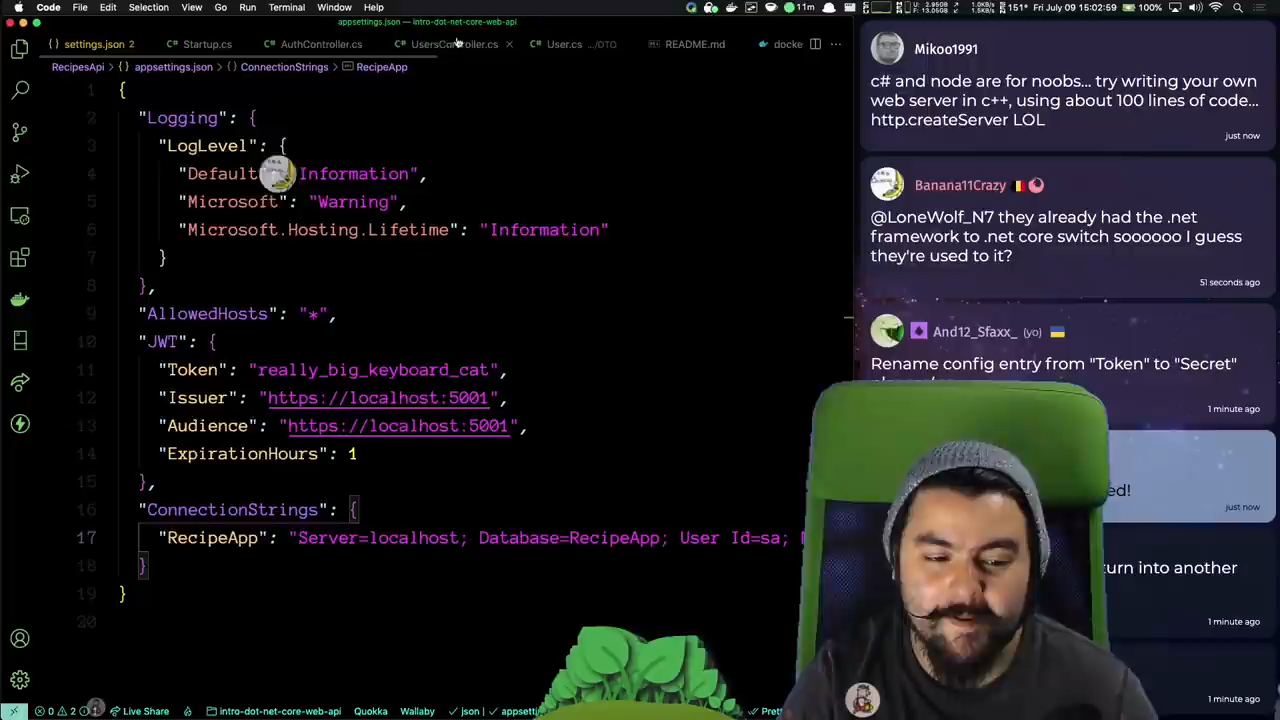 Code File Edit Selection View Go Run Terminal Window Help
11m
100%
Fri July 09 15:02:59
appsettings.json — intro-dot-net-core-web-api
settings.json 2
Startup.cs
AuthController.cs
UsersController.cs
User.cs .../DTO
README.md
docke
RecipesApi > appsettings.json > ConnectionStrings > RecipeApp
1 {
2 "Logging": {
3 "LogLevel": {
4 "Default Information",
5 "Microsoft": "Warning",
6 "Microsoft.Hosting.Lifetime": "Information"
7 }
8 },
9 "AllowedHosts": "*",
10 "JWT": {
11 "Token": "really_big_keyboard_cat",
12 "Issuer": "https://localhost:5001",
13 "Audience": "https://localhost:5001",
14 "ExpirationHours": 1
15 },
16 "ConnectionStrings": {
17 "RecipeApp": "Server=localhost; Database=RecipeApp; User Id=sa;
18 }
19 }
20
0 2 1 Live Share intro-dot-net-core-web-api Quokka Wallaby json appsetti
Mikoo1991
c# and node are for noobs... try writing your own
web server in c++, using about 100 lines of code...
http.createServer LOL
just now
Banana11Crazy
@LoneWolf_N7 they already had the .net
framework to .net core switch soooooo I guess
they're used to it?
51 seconds ago
And12_Sfaxx_ (yo)
Rename config entry from "Token" to "Secret"
1 minute ago
ed!
just now
turn into another
1 minute ago
1 minute ago